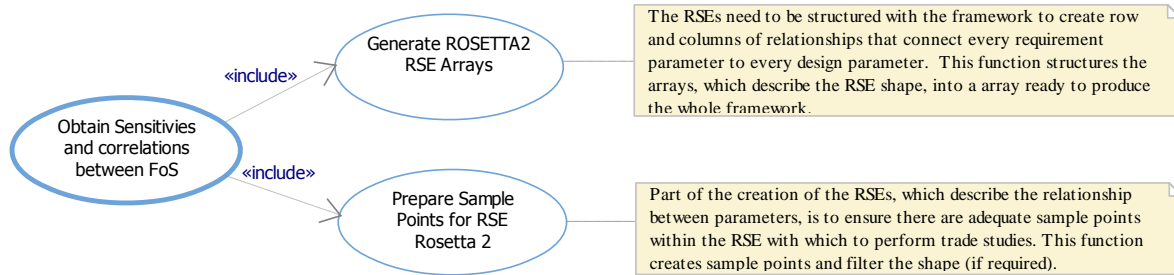 Generate ROSETTA2
RSE Arrays
The RSEs need to be structured with the framework to create row
and columns of relationships that connect every requirement
parameter to every design parameter.  This function structures the
arrays, which describe the RSE shape, into a array ready to produce
the whole framework.
«include»
Obtain Sensitivies
and correlations
between FoS
«include»
Prepare Sample
Points for RSE
Rosetta 2
Part of the creation of the RSEs, which describe the relationship
between parameters, is to ensure there are adequate sample points
within the RSE with which to perform trade studies. This function
creates sample points and filter the shape (if required).